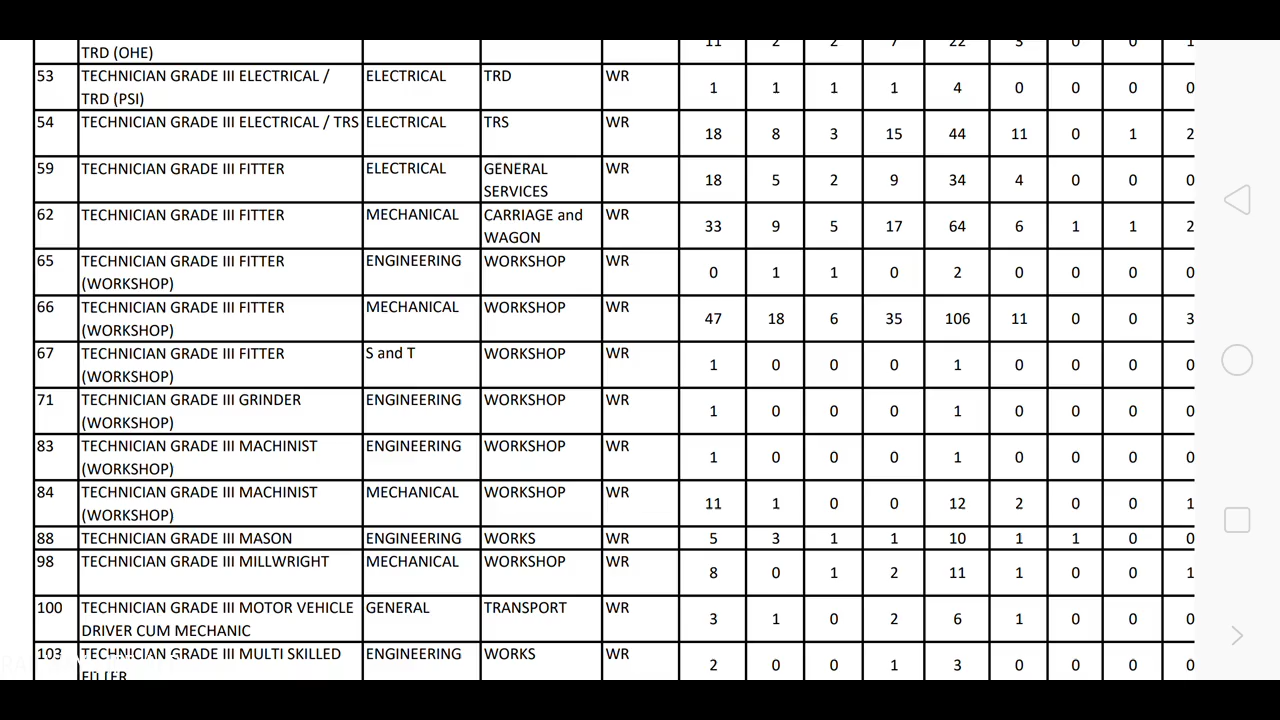 TRD (OHE) 11 2 2 7 22 3 0 0 1
53 TECHNICIAN GRADE III ELECTRICAL / ELECTRICAL TRD WR 1 1 1 1 4 0 0 0 0
TRD (PSI)
54 TECHNICIAN GRADE III ELECTRICAL / TRS ELECTRICAL TRS WR 18 8 3 15 44 11 0 1 2
59 TECHNICIAN GRADE III FITTER ELECTRICAL GENERAL WR 18 5 2 9 34 4 0 0 0
SERVICES
62 TECHNICIAN GRADE III FITTER MECHANICAL CARRIAGE and WR 33 9 5 17 64 6 1 1 2
WAGON
65 TECHNICIAN GRADE III FITTER ENGINEERING WORKSHOP WR 0 1 1 0 2 0 0 0 0
(WORKSHOP)
66 TECHNICIAN GRADE III FITTER MECHANICAL WORKSHOP WR 47 18 6 35 106 11 0 0 3
(WORKSHOP)
67 TECHNICIAN GRADE III FITTER S and T WORKSHOP WR 1 0 0 0 1 0 0 0 0
(WORKSHOP)
71 TECHNICIAN GRADE III GRINDER ENGINEERING WORKSHOP WR 1 0 0 0 1 0 0 0 0
(WORKSHOP)
83 TECHNICIAN GRADE III MACHINIST ENGINEERING WORKSHOP WR 1 0 0 0 1 0 0 0 0
(WORKSHOP)
84 TECHNICIAN GRADE III MACHINIST MECHANICAL WORKSHOP WR 11 1 0 0 12 2 0 0 1
(WORKSHOP)
88 TECHNICIAN GRADE III MASON ENGINEERING WORKS WR 5 3 1 1 10 1 1 0 0
98 TECHNICIAN GRADE III MILLWRIGHT MECHANICAL WORKSHOP WR 8 0 1 2 11 1 0 0 1
100 TECHNICIAN GRADE III MOTOR VEHICLE GENERAL TRANSPORT WR 3 1 0 2 6 1 0 0 0
DRIVER CUM MECHANIC
103 TECHNICIAN GRADE III MULTI SKILLED ENGINEERING WORKS WR 2 0 0 1 3 0 0 0 0